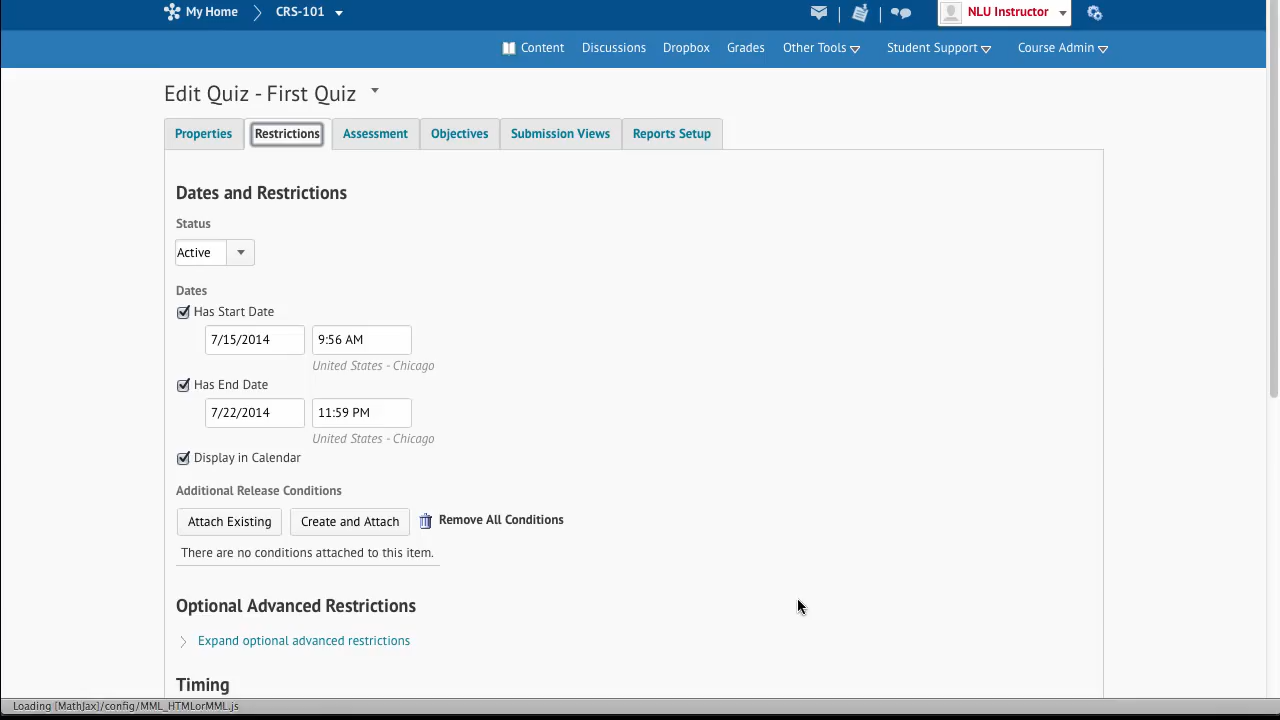 My Home CRS-101 NLU Instructor
Content Discussions Dropbox Grades Other Tools Student Support Course Admin
Edit Quiz - First Quiz
Properties Restrictions Assessment Objectives Submission Views Reports Setup
Dates and Restrictions
Status
Active
Dates
Has Start Date
7/15/2014 9:56 AM
United States - Chicago
Has End Date
7/22/2014 11:59 PM
United States - Chicago
Display in Calendar
Additional Release Conditions
Attach Existing Create and Attach Remove All Conditions
There are no conditions attached to this item.
Optional Advanced Restrictions
Expand optional advanced restrictions
Timing
Loading [MathJax]/config/MML_HTMLorMML.js